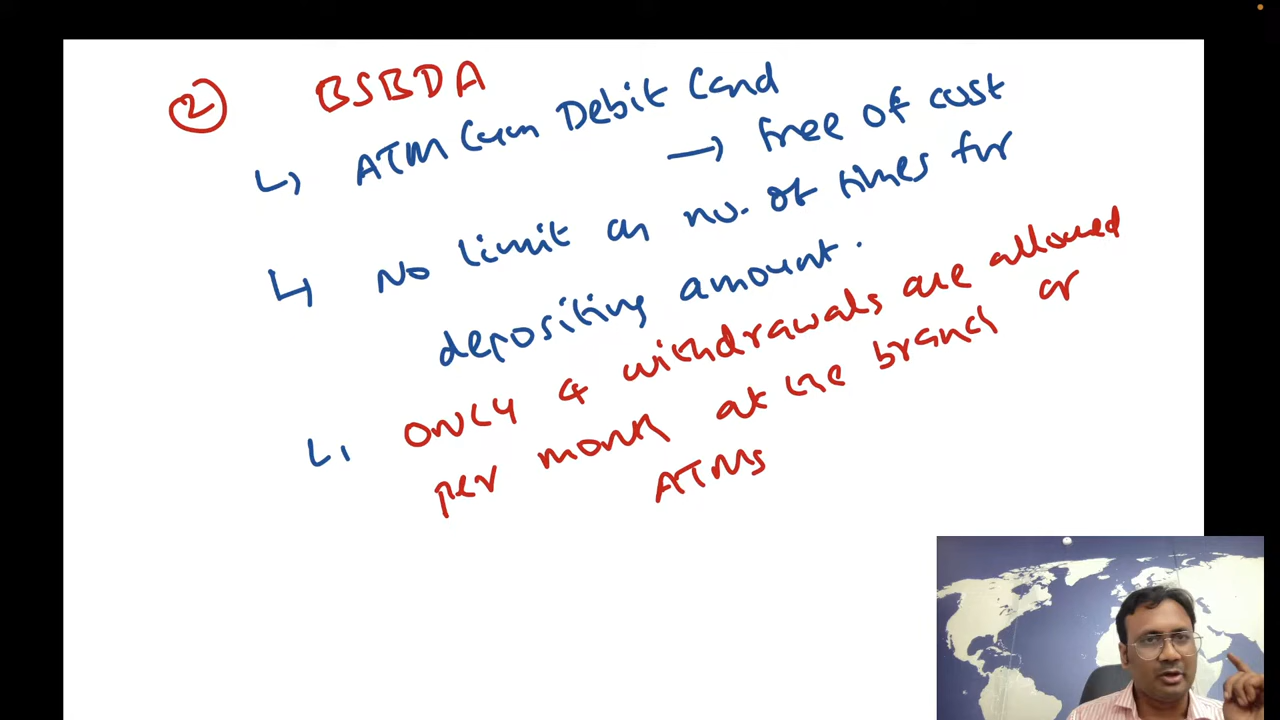 ② BSBDA
↳ ATM Cum Debit Card
→ free of cost
↳ No limit on no. of times for
depositing amount.
↳ ONLY 4 withdrawals are allowed
per month at the branch or
ATMs